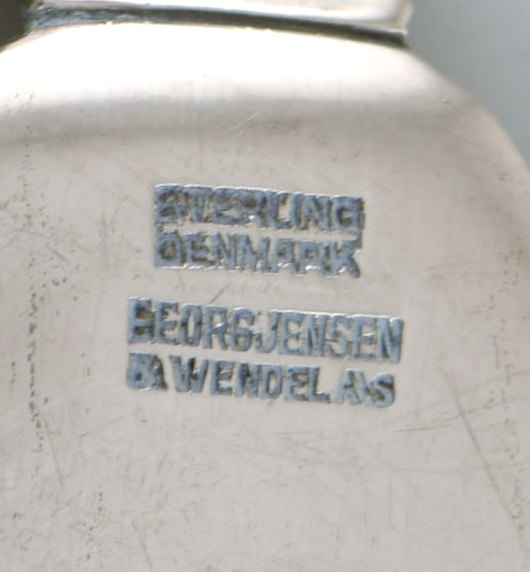 STERLING
DENMARK
GEORG JENSEN
& WENDEL A/S